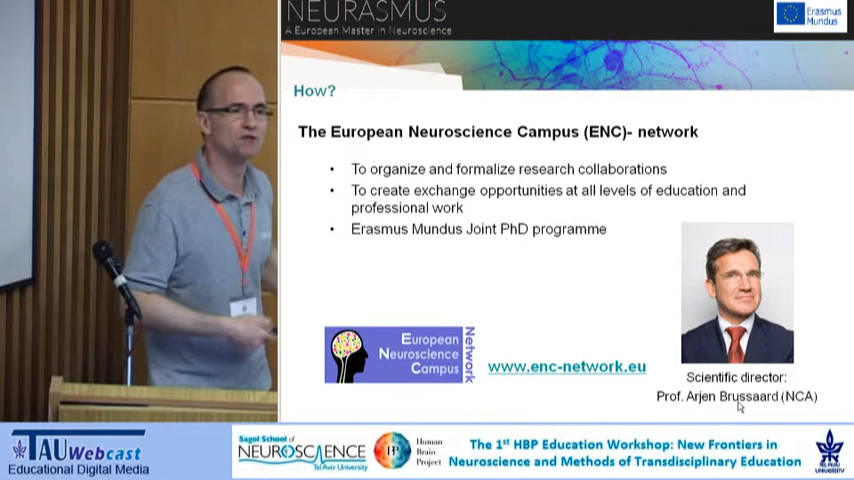 NEURASMUS
A European Master in Neuroscience
Erasmus
Mundus
How?
The European Neuroscience Campus (ENC)- network
• To organize and formalize research collaborations
• To create exchange opportunities at all levels of education and
professional work
• Erasmus Mundus Joint PhD programme
European
Neuroscience
Campus
Network
www.enc-network.eu
Scientific director:
Prof. Arjen Brussaard (NCA)
TAU Webcast
Educational Digital Media
Sagol School of
NEUROSCIENCE
Tel Aviv University
HBP
Human
Brain
Project
The 1st HBP Education Workshop: New Frontiers in
Neuroscience and Methods of Transdisciplinary Education
TEL AVIV
UNIVERSITY